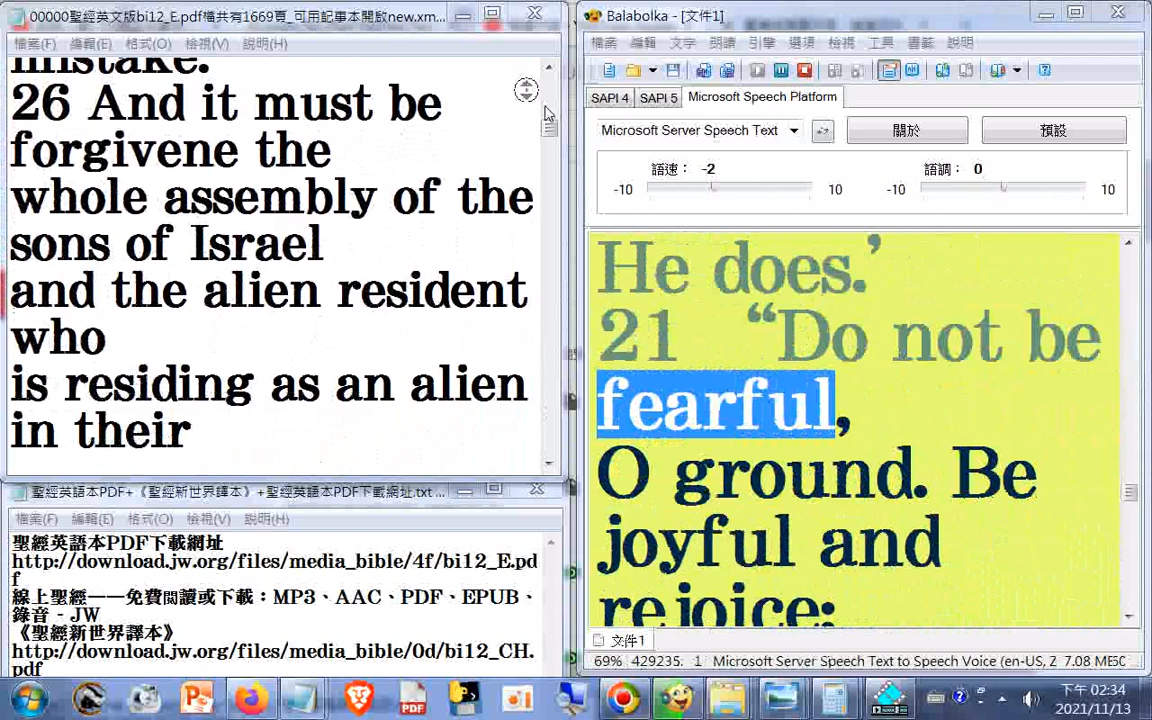 00000聖經英文版bi12_E.pdf檔共有1669頁_可用記事本開啟new.xm...
檔案(F) 編輯(E) 格式(O) 檢視(V) 說明(H)
mistake.
26 And it must be
forgivene the
whole assembly of the
sons of Israel
and the alien resident
who
is residing as an alien
in their
聖經英語本PDF+《聖經新世界譯本》+聖經英語本PDF下載網址.txt ...
檔案(F) 編輯(E) 格式(O) 檢視(V) 說明(H)
聖經英語本PDF下載網址
http://download.jw.org/files/media_bible/4f/bi12_E.pd
f
線上聖經——免費閱讀或下載：MP3、AAC、PDF、EPUB、
錄音 - JW
《聖經新世界譯本》
http://download.jw.org/files/media_bible/0d/bi12_CH.
pdf
Balabolka - [文件1]
檔案 編輯 文字 朗讀 引擎 選項 檢視 工具 書籤 說明
SAPI 4 SAPI 5 Microsoft Speech Platform
Microsoft Server Speech Text 關於 預設
語速： -2 語調： 0
-10 10 -10 10
He does.’
21 “Do not be
fearful,
O ground. Be
joyful and
rejoice;
文件1
69% 429235: 1 Microsoft Server Speech Text to Speech Voice (en-US, Z 7.08 МБ
PDF
下午 02:34
2021/11/13